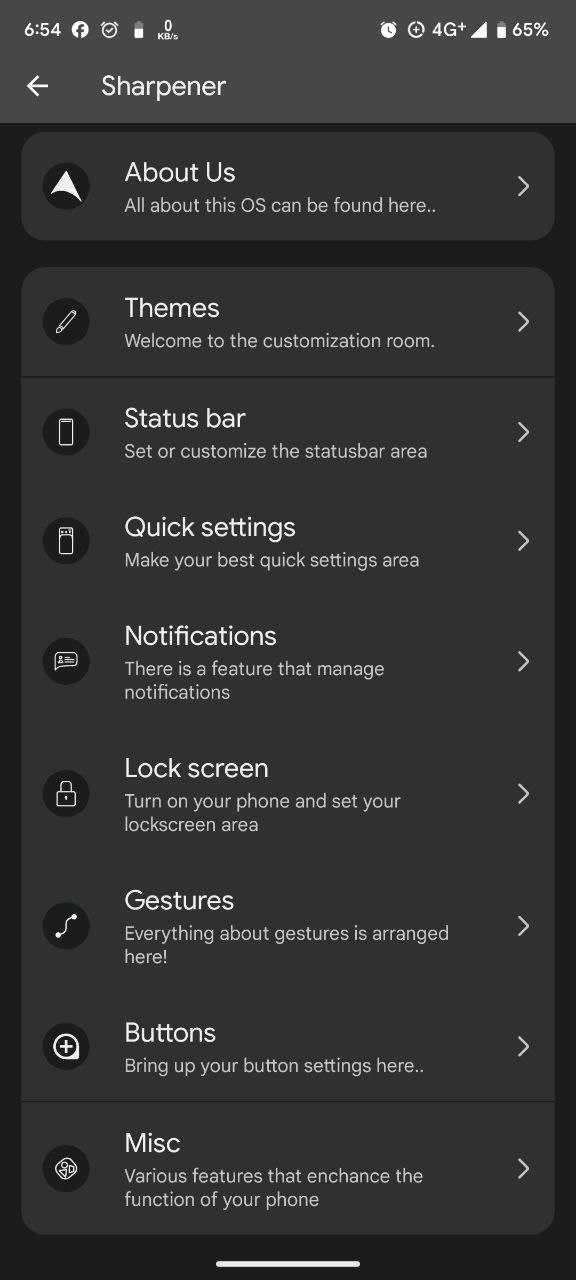 6:54 0 KB/s 4G+ 65%
Sharpener
About Us
All about this OS can be found here..
Themes
Welcome to the customization room.
Status bar
Set or customize the statusbar area
Quick settings
Make your best quick settings area
Notifications
There is a feature that manage
notifications
Lock screen
Turn on your phone and set your
lockscreen area
Gestures
Everything about gestures is arranged
here!
Buttons
Bring up your button settings here..
Misc
Various features that enchance the
function of your phone